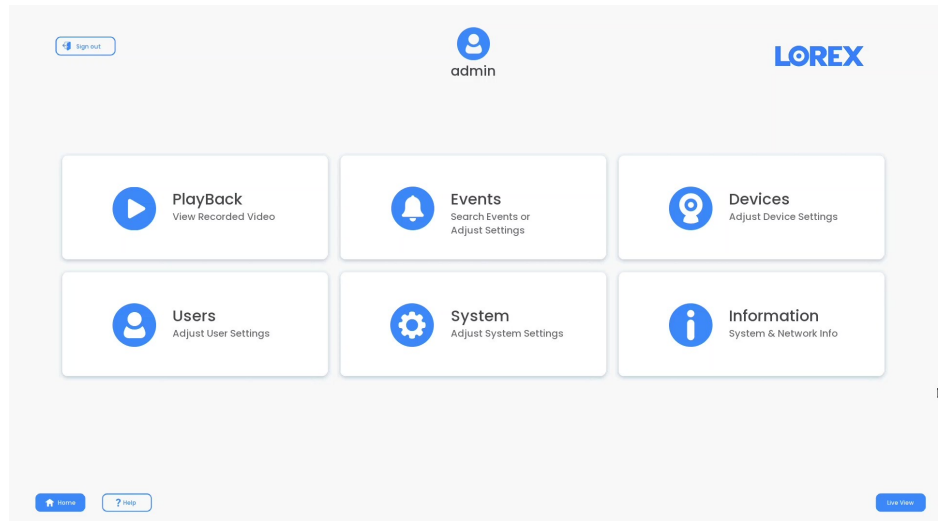 Sign out
admin
LOREX
PlayBack
View Recorded Video
Events
Search Events or
Adjust Settings
Devices
Adjust Device Settings
Users
Adjust User Settings
System
Adjust System Settings
Information
System & Network Info
Home
? Help
Live View